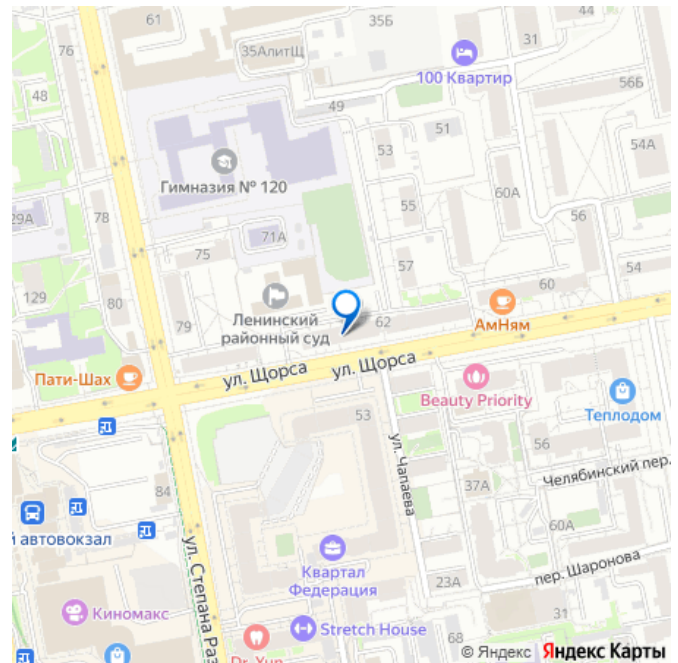 61
35Б
31
76
35АлитЩ
100 Квартир
48
49
56Б
51
54А
53
Гимназия № 120
60А
55
56
29А
78
71А
75
57
54
60
129
80
62
АмНям
79
Ленинский
районный суд
ул. Щорса
ул. Щорса
Пати-Шах
Beauty Priority
Теплодом
53
ул. Чапаева
56
Челябинский пер.
84
37А
й автовокзал
60А
ул. Степана Раз
Квартал
Федерация
пер. Шаронова
23А
Киномакс
31
Stretch House
68
Dr. Yun
© Яндекс Яндекс Карты